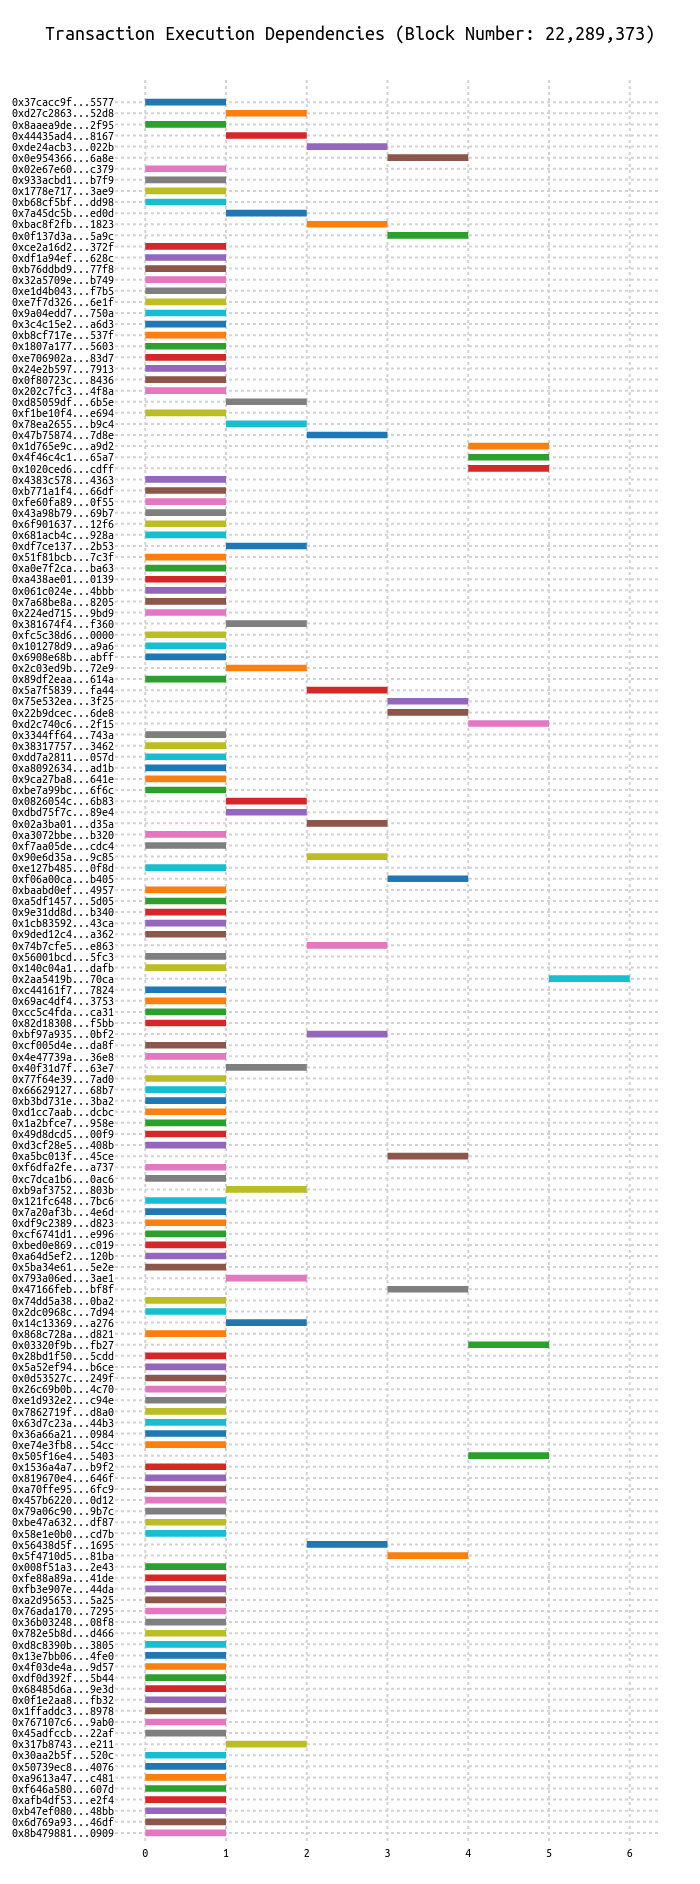 Transaction Execution Dependencies (Block Number: 22,289,373)
0x37cacc9f...5577
0xd27c2863...52d8
0x8aaea9de...2f95
0x44435ad4...8167
0xde24acb3...022b
0x0e954366...6a8e
0x02e67e60...c379
0x933acbd1...b7f9
0x1778e717...3ae9
0xb68cf5bf...dd98
0x7a45dc5b...ed0d
0xbac8f2fb...1823
0x0f137d3a...5a9c
0xce2a16d2...372f
0xdf1a94ef...628c
0xb76ddbd9...77f8
0x32a5709e...b749
0xe1d4b043...f7b5
0xe7f7d326...6e1f
0x9a04edd7...750a
0x3c4c15e2...a6d3
0xb8cf717e...537f
0x1807a177...5603
0xe706902a...83d7
0x24e2b597...7913
0x0f80723c...8436
0x202c7fc3...4f8a
0xd85059df...6b5e
0xf1be10f4...e694
0x78ea2655...b9c4
0x47b75874...7d8e
0x1d765e9c...a9d2
0x4f46c4c1...65a7
0x1020ced6...cdff
0x4383c578...4363
0xb771a1f4...66df
0xfe60fa89...0f55
0x43a98b79...69b7
0x6f901637...12f6
0x681acb4c...928a
0xdf7ce137...2b53
0x51f81bcb...7c3f
0xa0e7f2ca...ba63
0xa438ae01...0139
0x061c024e...4bbb
0x7a68be8a...8205
0x224ed715...9bd9
0x381674f4...f360
0xfc5c38d6...0000
0x101278d9...a9a6
0x6908e68b...abff
0x2c03ed9b...72e9
0x89df2eaa...614a
0x5a7f5839...fa44
0x75e532ea...3f25
0x22b9dcec...6de8
0xd2c740c6...2f15
0x3344ff64...743a
0x38317757...3462
0xdd7a2811...057d
0xa8092634...ad1b
0x9ca27ba8...641e
0xbe7a99bc...6f6c
0x0826054c...6b83
0xdbd75f7c...89e4
0x02a3ba01...d35a
0xa3072bbe...b320
0xf7aa05de...cdc4
0x90e6d35a...9c85
0xe127b485...0f8d
0xf06a00ca...b405
0xbaabd0ef...4957
0xa5df1457...5d05
0x9e31dd8d...b340
0x1cb83592...43ca
0x9ded12c4...a362
0x74b7cfe5...e863
0x56001bcd...5fc3
0x140c04a1...dafb
0x2aa5419b...70ca
0xc44161f7...7824
0x69ac4df4...3753
0xcc5c4fda...ca31
0x82d18308...f5bb
0xbf97a935...0bf2
0xcf005d4e...da8f
0x4e47739a...36e8
0x40f31d7f...63e7
0x77f64e39...7ad0
0x66629127...68b7
0xb3bd731e...3ba2
0xd1cc7aab...dcbc
0x1a2bfce7...958e
0x49d8dcd5...00f9
0xd3cf28e5...408b
0xa5bc013f...45ce
0xf6dfa2fe...a737
0xc7dca1b6...0ac6
0xb9af3752...803b
0x121fc648...7bc6
0x7a20af3b...4e6d
0xdf9c2389...d823
0xcf6741d1...e996
0xbed0e869...c019
0xa64d5ef2...120b
0x5ba34e61...5e2e
0x793a06ed...3ae1
0x47166feb...bf8f
0x74dd5a38...0ba2
0x2dc0968c...7d94
0x14c13369...a276
0x868c728a...d821
0x03320f9b...fb27
0x28bd1f50...5cdd
0x5a52ef94...b6ce
0x0d53527c...249f
0x26c69b0b...4c70
0xe1d932e2...c94e
0x7862719f...d8a0
0x63d7c23a...44b3
0x36a66a21...0984
0xe74e3fb8...54cc
0x505f16e4...5403
0x1536a4a7...b9f2
0x819670e4...646f
0xa70ffe95...6fc9
0x457b6220...0d12
0x79a06c90...9b7c
0xbe47a632...df87
0x58e1e0b0...cd7b
0x56438d5f...1695
0x5f4710d5...81ba
0x008f51a3...2e43
0xfe88a89a...41de
0xfb3e907e...44da
0xa2d95653...5a25
0x76ada170...7295
0x36b03248...08f8
0x782e5b8d...d466
0xd8c8390b...3805
0x13e7bb06...4fe0
0x4f03de4a...9d57
0xdf0d392f...5b44
0x68485d6a...9e3d
0x0f1e2aa8...fb32
0x1ffaddc3...8978
0x767107c6...9ab0
0x45adfccb...22af
0x317b8743...e211
0x30aa2b5f...520c
0x50739ec8...4076
0xa9613a47...c481
0xf646a580...607d
0xafb4df53...e2f4
0xb47ef080...48bb
0x6d769a93...46df
0x8b479881...0909
0 1 2 3 4 5 6